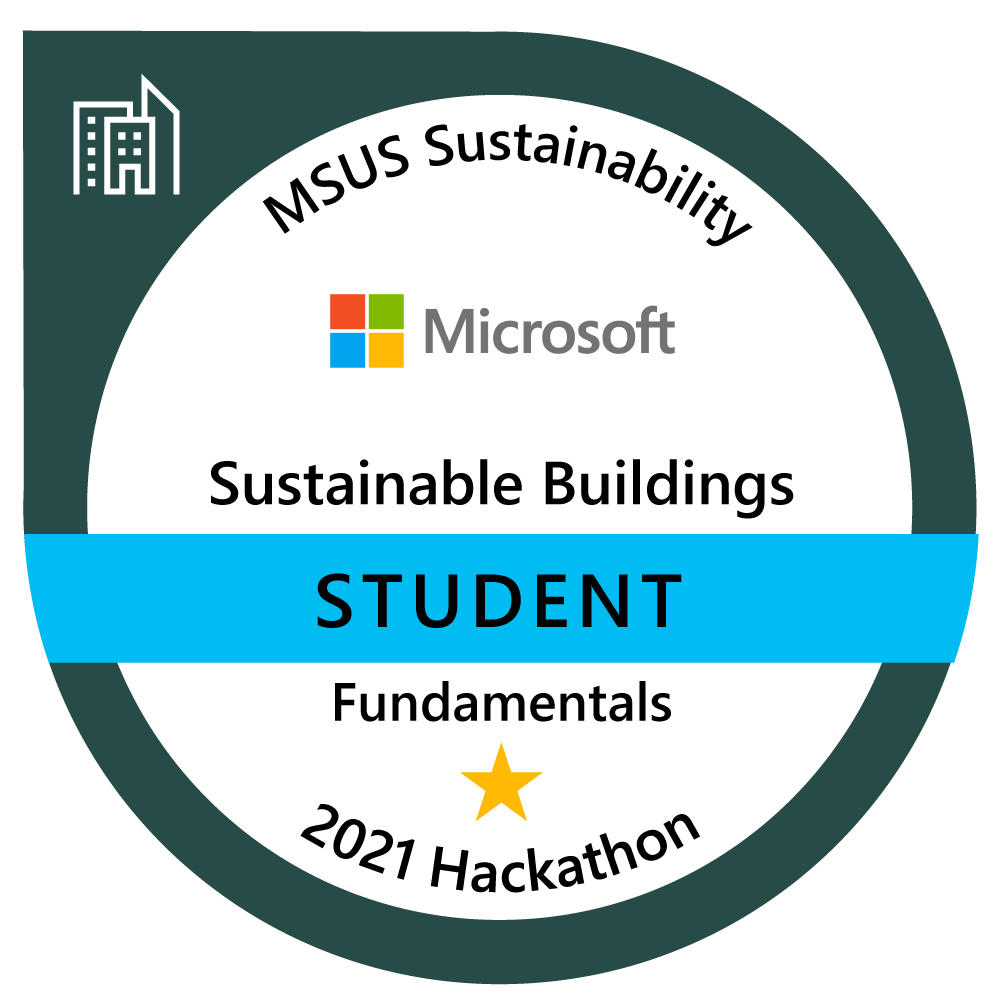 MSUS Sustainability
Microsoft
Sustainable Buildings
STUDENT
Fundamentals
2021 Hackathon